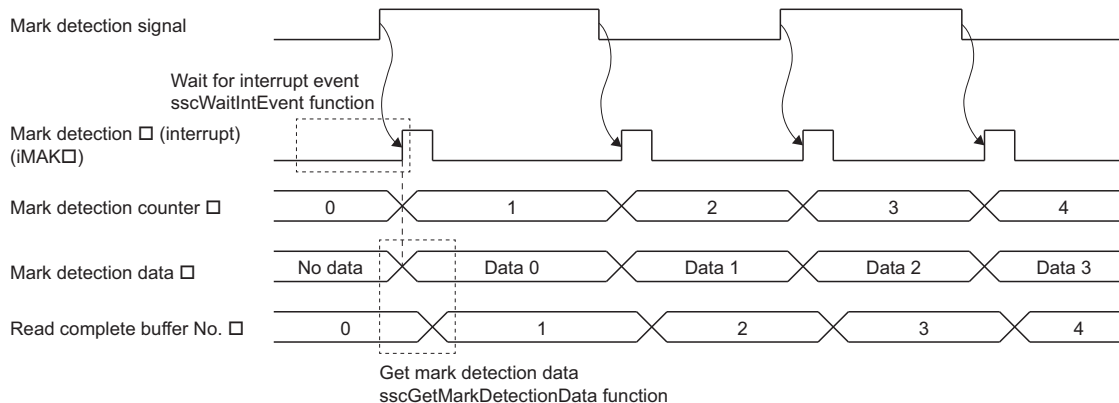 Mark detection signal
Wait for interrupt event
sscWaitIntEvent function
Mark detection □ (interrupt)
(iMAK□)
Mark detection counter □ 0 1 2 3 4
Mark detection data □ No data Data 0 Data 1 Data 2 Data 3
Read complete buffer No. □ 0 1 2 3 4
Get mark detection data
sscGetMarkDetectionData function